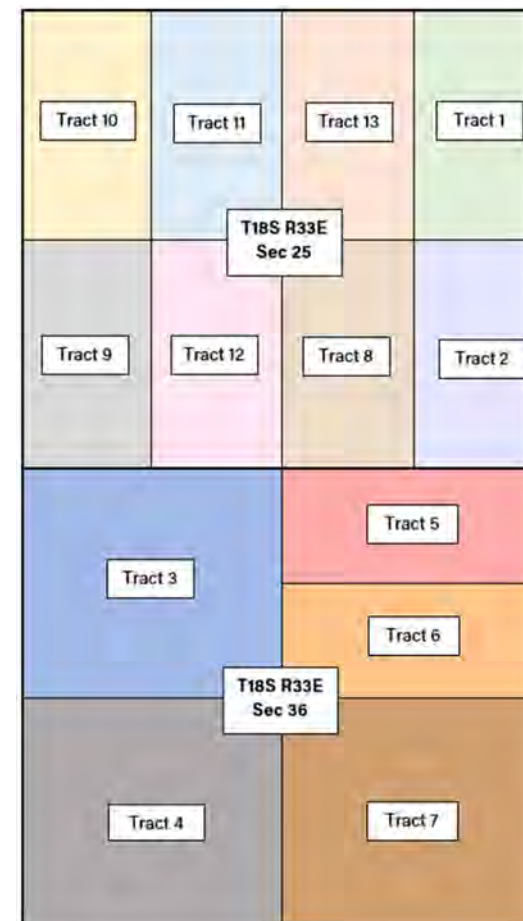 Tract 10
Tract 11
Tract 13
Tract 1
T18S R33E
Sec 25
Tract 9
Tract 12
Tract 8
Tract 2
Tract 5
Tract 3
Tract 6
T18S R33E
Sec 36
Tract 4
Tract 7